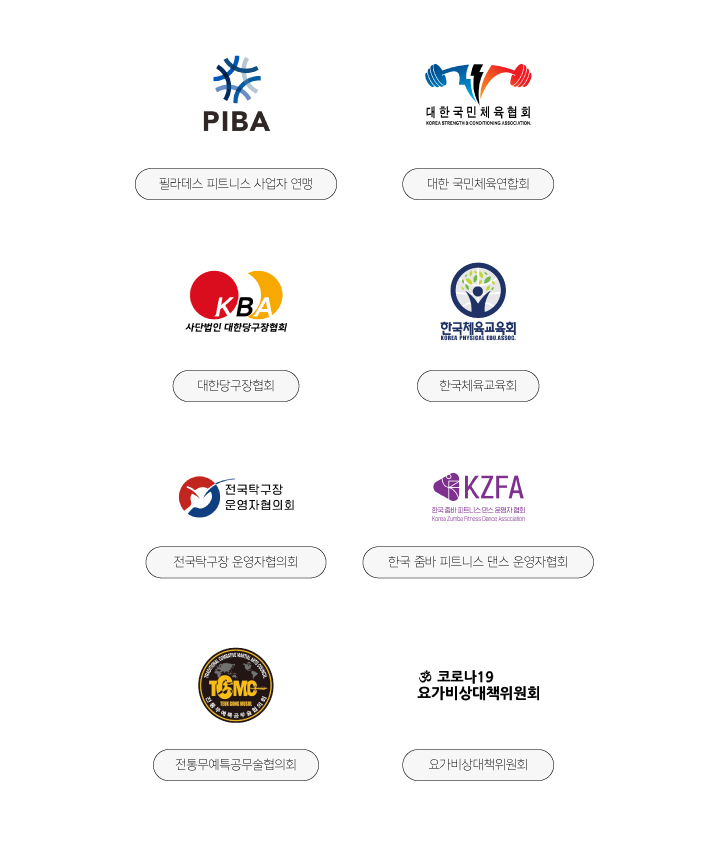 PIBA
대한국민체육협회
KOREA STRENGTH & CONDITIONING ASSOCIATION.
필라테스 피트니스 사업자 연맹
대한 국민체육연합회
KBA
사단법인 대한당구장협회
한국체육교육회
KOREA PHYSICAL EDU.ASSOC.
대한당구장협회
한국체육교육회
전국탁구장
운영자협의회
KZFA
한국 줌바 피트니스 댄스 운영자 협회
Korea Zumba Fitness Dance Association
전국탁구장 운영자협의회
한국 줌바 피트니스 댄스 운영자협회
TRADITIONAL COMBATIVE MARTIAL ARTS COUNCIL
TGMG
TEUK GONG MUSUL
전통무예특공무술협의회
ॐ 코로나19
요가비상대책위원회
전통무예특공무술협의회
요가비상대책위원회